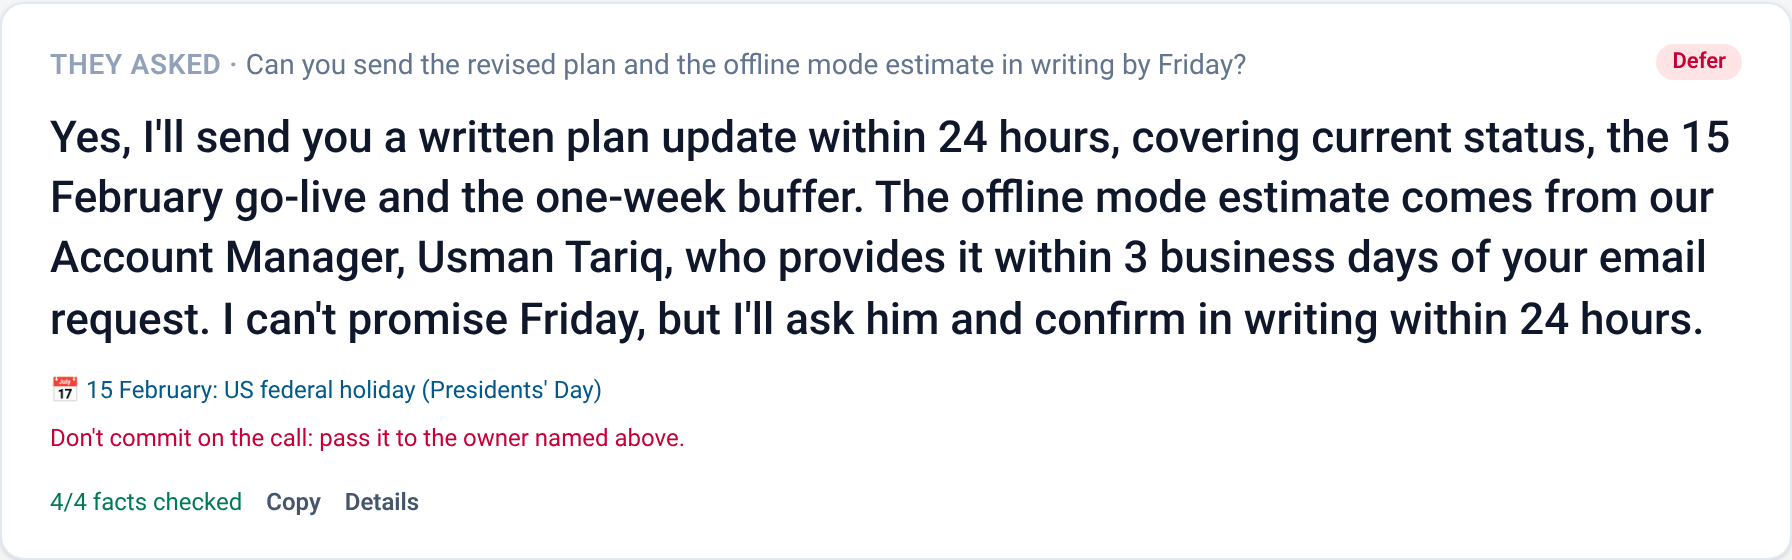 THEY ASKED · Can you send the revised plan and the offline mode estimate in writing by Friday?
Defer
Yes, I'll send you a written plan update within 24 hours, covering current status, the 15
February go-live and the one-week buffer. The offline mode estimate comes from our
Account Manager, Usman Tariq, who provides it within 3 business days of your email
request. I can't promise Friday, but I'll ask him and confirm in writing within 24 hours.
📅 15 February: US federal holiday (Presidents' Day)
Don't commit on the call: pass it to the owner named above.
4/4 facts checked Copy Details